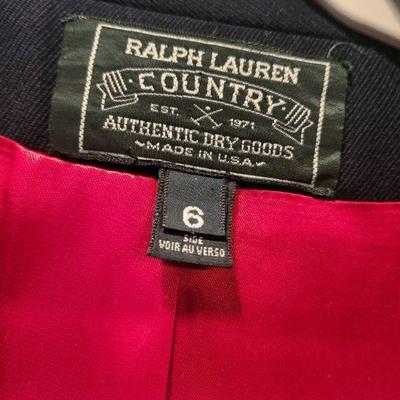 RALPH LAUREN
COUNTRY
EST. 1971
AUTHENTIC DRY GOODS
MADE IN U.S.A.
6
SIDE
VOIR AU VERSO